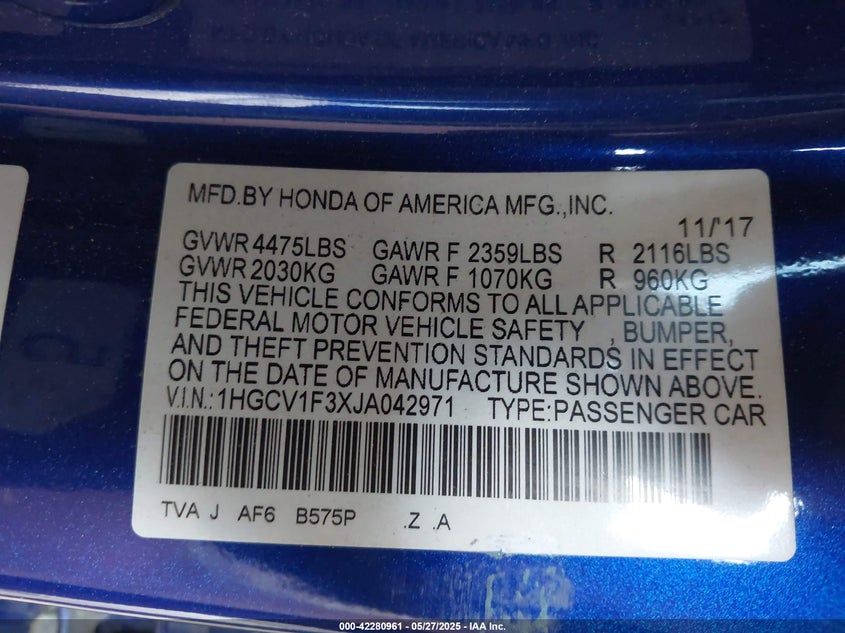 MFD.BY HONDA OF AMERICA MFG.,INC.
11/'17
GVWR 4475LBS GAWR F 2359LBS R 2116LBS
GVWR 2030KG GAWR F 1070KG R 960KG
THIS VEHICLE CONFORMS TO ALL APPLICABLE
FEDERAL MOTOR VEHICLE SAFETY , BUMPER,
AND THEFT PREVENTION STANDARDS IN EFFECT
ON THE DATE OF MANUFACTURE SHOWN ABOVE.
V.I.N.:1HGCV1F3XJA042971 TYPE:PASSENGER CAR
TVA J AF6 B575P .Z .A
000-42280961 | 05/27/2025 | IAA Inc.